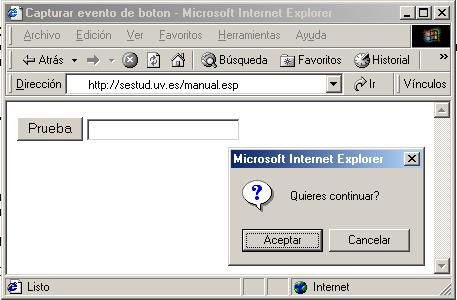 Capturar evento de boton - Microsoft Internet Explorer
Archivo Edición Ver Favoritos Herramientas Ayuda
Atrás Búsqueda Favoritos Historial »
Dirección http://sestud.uv.es/manual.esp Ir Vínculos
Prueba
Microsoft Internet Explorer
?
Quieres continuar?
Aceptar Cancelar
Listo Internet